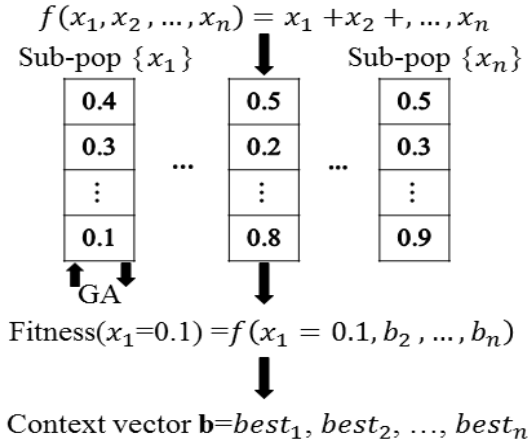 f(x₁, x₂, ..., xₙ) = x₁ +x₂ +, ..., xₙ
Sub-pop {x₁} Sub-pop {xₙ}
0.4 0.5 0.5
0.3 ... 0.2 ... 0.3
⋮ ⋮ ⋮
0.1 0.8 0.9
GA
Fitness(x₁=0.1) =f(x₁ = 0.1, b₂ , ..., bₙ)
Context vector b=best₁, best₂, ..., bestₙ